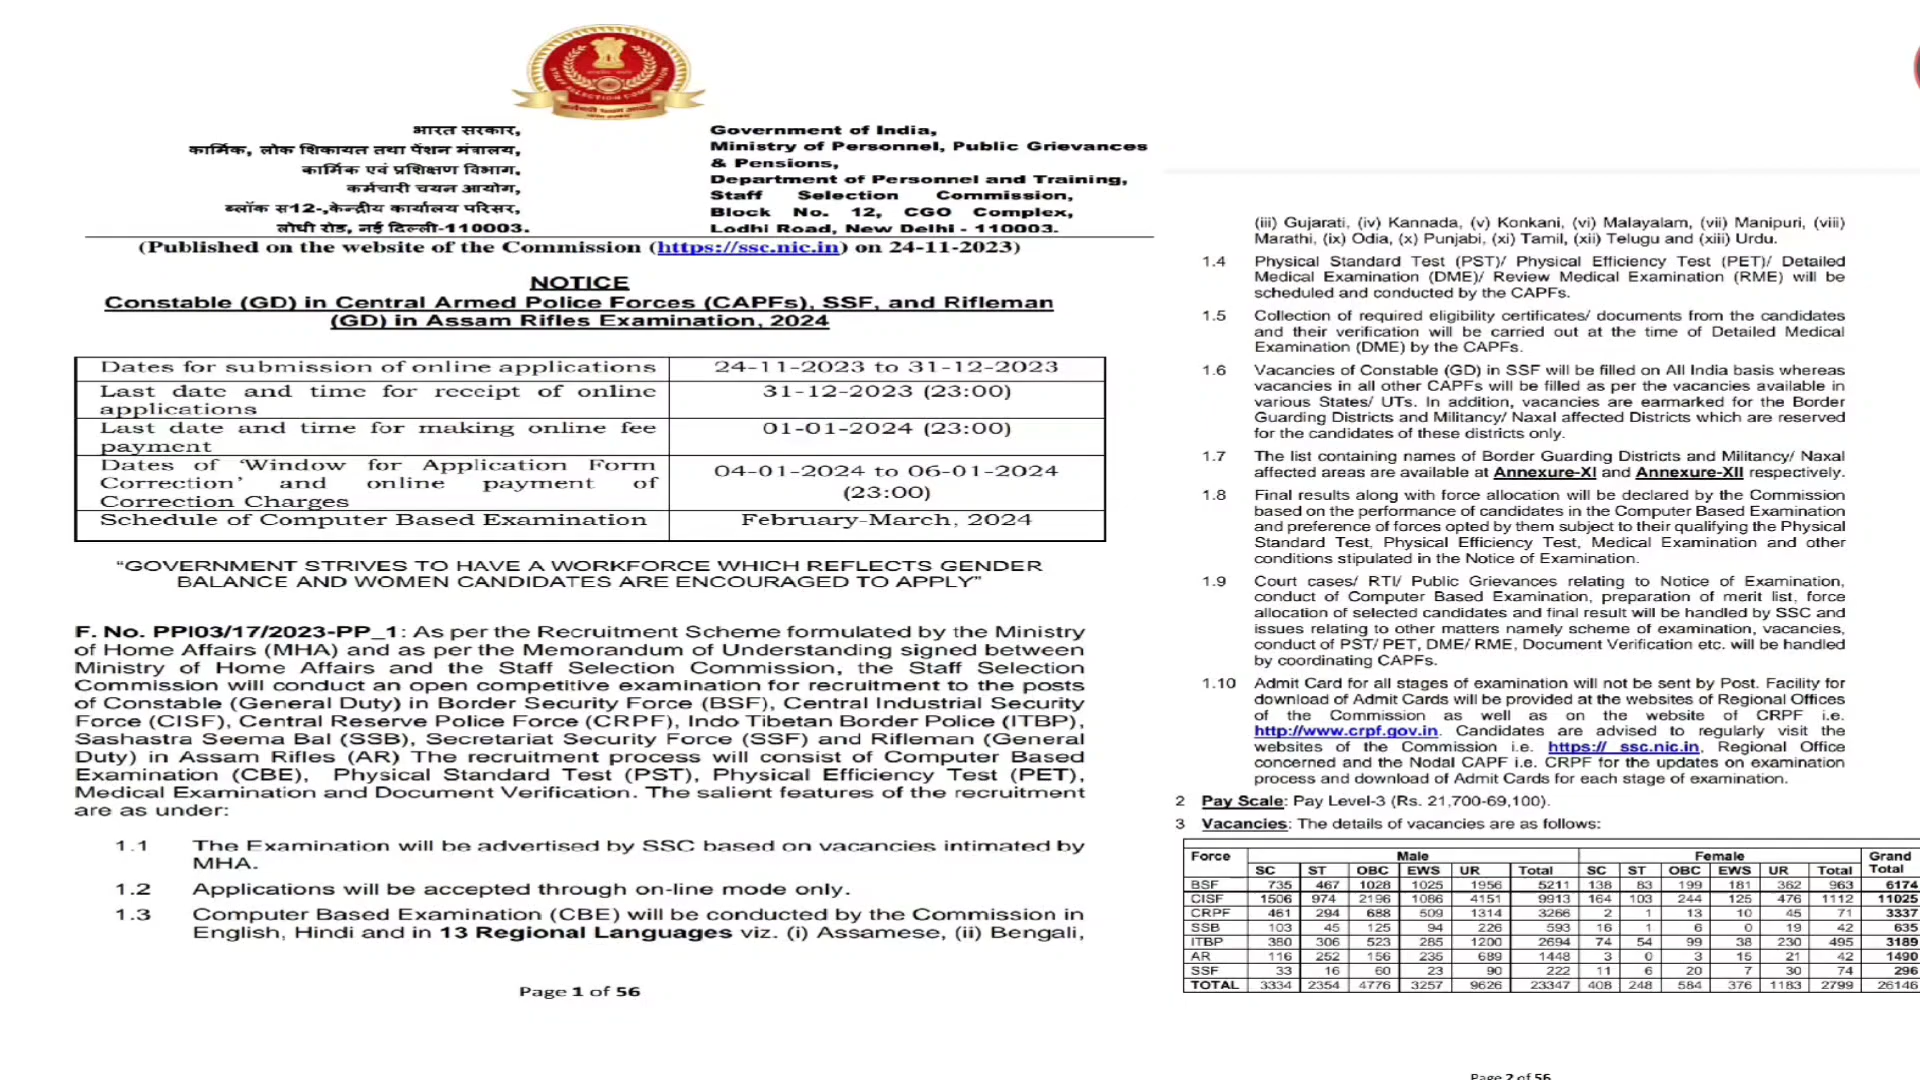 भारत सरकार,
कार्मिक, लोक शिकायत तथा पेंशन मंत्रालय,
कार्मिक एवं प्रशिक्षण विभाग,
कर्मचारी चयन आयोग,
ब्लॉक स12-,केन्द्रीय कार्यालय परिसर,
लोधी रोड, नई दिल्ली-110003.
Government of India,
Ministry of Personnel, Public Grievances
& Pensions,
Department of Personnel and Training,
Staff Selection Commission,
Block No. 12, CGO Complex,
Lodhi Road, New Delhi - 110003.
(Published on the website of the Commission (https://ssc.nic.in) on 24-11-2023)
NOTICE
Constable (GD) in Central Armed Police Forces (CAPFs), SSF, and Rifleman
(GD) in Assam Rifles Examination, 2024
Dates for submission of online applications 24-11-2023 to 31-12-2023
Last date and time for receipt of online
applications 31-12-2023 (23:00)
Last date and time for making online fee
payment 01-01-2024 (23:00)
Dates of ‘Window for Application Form
Correction’ and online payment of
Correction Charges 04-01-2024 to 06-01-2024
(23:00)
Schedule of Computer Based Examination February-March, 2024
“GOVERNMENT STRIVES TO HAVE A WORKFORCE WHICH REFLECTS GENDER
BALANCE AND WOMEN CANDIDATES ARE ENCOURAGED TO APPLY”
F. No. PPI03/17/2023-PP_1: As per the Recruitment Scheme formulated by the Ministry
of Home Affairs (MHA) and as per the Memorandum of Understanding signed between
Ministry of Home Affairs and the Staff Selection Commission, the Staff Selection
Commission will conduct an open competitive examination for recruitment to the posts
of Constable (General Duty) in Border Security Force (BSF), Central Industrial Security
Force (CISF), Central Reserve Police Force (CRPF), Indo Tibetan Border Police (ITBP),
Sashastra Seema Bal (SSB), Secretariat Security Force (SSF) and Rifleman (General
Duty) in Assam Rifles (AR) The recruitment process will consist of Computer Based
Examination (CBE), Physical Standard Test (PST), Physical Efficiency Test (PET),
Medical Examination and Document Verification. The salient features of the recruitment
are as under:
1.1 The Examination will be advertised by SSC based on vacancies intimated by
MHA.
1.2 Applications will be accepted through on-line mode only.
1.3 Computer Based Examination (CBE) will be conducted by the Commission in
English, Hindi and in 13 Regional Languages viz. (i) Assamese, (ii) Bengali,
Page 1 of 56
(iii) Gujarati, (iv) Kannada, (v) Konkani, (vi) Malayalam, (vii) Manipuri, (viii)
Marathi, (ix) Odia, (x) Punjabi, (xi) Tamil, (xii) Telugu and (xiii) Urdu.
1.4 Physical Standard Test (PST)/ Physical Efficiency Test (PET)/ Detailed
Medical Examination (DME)/ Review Medical Examination (RME) will be
scheduled and conducted by the CAPFs.
1.5 Collection of required eligibility certificates/ documents from the candidates
and their verification will be carried out at the time of Detailed Medical
Examination (DME) by the CAPFs.
1.6 Vacancies of Constable (GD) in SSF will be filled on All India basis whereas
vacancies in all other CAPFs will be filled as per the vacancies available in
various States/ UTs. In addition, vacancies are earmarked for the Border
Guarding Districts and Militancy/ Naxal affected Districts which are reserved
for the candidates of these districts only.
1.7 The list containing names of Border Guarding Districts and Militancy/ Naxal
affected areas are available at Annexure-XI and Annexure-XII respectively.
1.8 Final results along with force allocation will be declared by the Commission
based on the performance of candidates in the Computer Based Examination
and preference of forces opted by them subject to their qualifying the Physical
Standard Test, Physical Efficiency Test, Medical Examination and other
conditions stipulated in the Notice of Examination.
1.9 Court cases/ RTI/ Public Grievances relating to Notice of Examination,
conduct of Computer Based Examination, preparation of merit list, force
allocation of selected candidates and final result will be handled by SSC and
issues relating to other matters namely scheme of examination, vacancies,
conduct of PST/ PET, DME/ RME, Document Verification etc. will be handled
by coordinating CAPFs.
1.10 Admit Card for all stages of examination will not be sent by Post. Facility for
download of Admit Cards will be provided at the websites of Regional Offices
of the Commission as well as on the website of CRPF i.e.
http://www.crpf.gov.in. Candidates are advised to regularly visit the
websites of the Commission i.e. https:// ssc.nic.in, Regional Office
concerned and the Nodal CAPF i.e. CRPF for the updates on examination
process and download of Admit Cards for each stage of examination.
2 Pay Scale: Pay Level-3 (Rs. 21,700-69,100).
3 Vacancies: The details of vacancies are as follows:
Force Male Female Grand
SC ST OBC EWS UR Total SC ST OBC EWS UR Total Total
BSF 735 467 1028 1025 1956 5211 138 83 199 181 362 963 6174
CISF 1506 974 2196 1086 4151 9913 164 103 244 125 476 1112 11025
CRPF 461 294 688 509 1314 3266 2 1 13 10 45 71 3337
SSB 103 45 125 94 226 593 16 1 6 0 19 42 635
ITBP 380 306 523 285 1200 2694 74 54 99 38 230 495 3189
AR 116 252 156 235 689 1448 3 0 3 15 21 42 1490
SSF 33 16 60 23 90 222 11 6 20 7 30 74 296
TOTAL 3334 2354 4776 3257 9626 23347 408 248 584 376 1183 2799 26146
Page 2 of 56